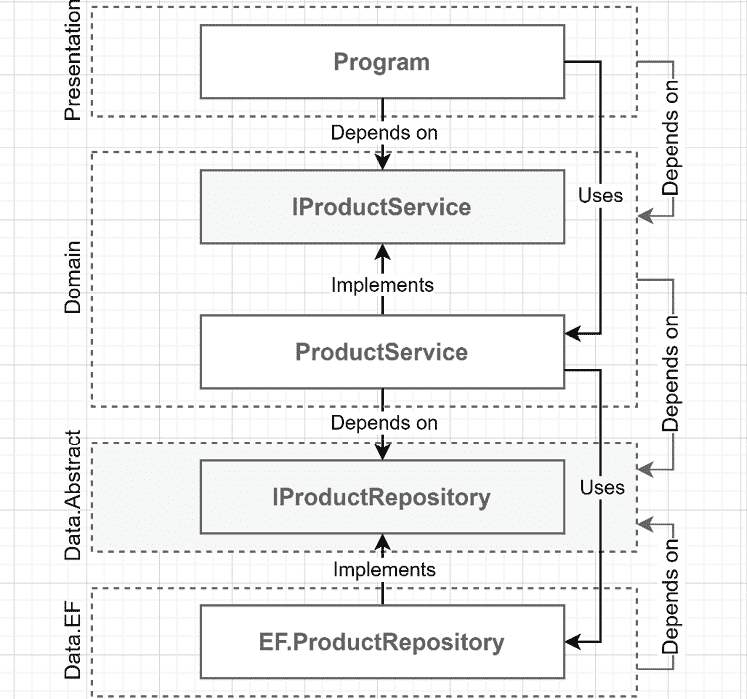 Presentation
Program
Depends on
Depends on
IProductService
Uses
Domain
Implements
ProductService
Depends on
Depends on
Data.Abstract
IProductRepository
Uses
Implements
Depends on
Data.EF
EF.ProductRepository